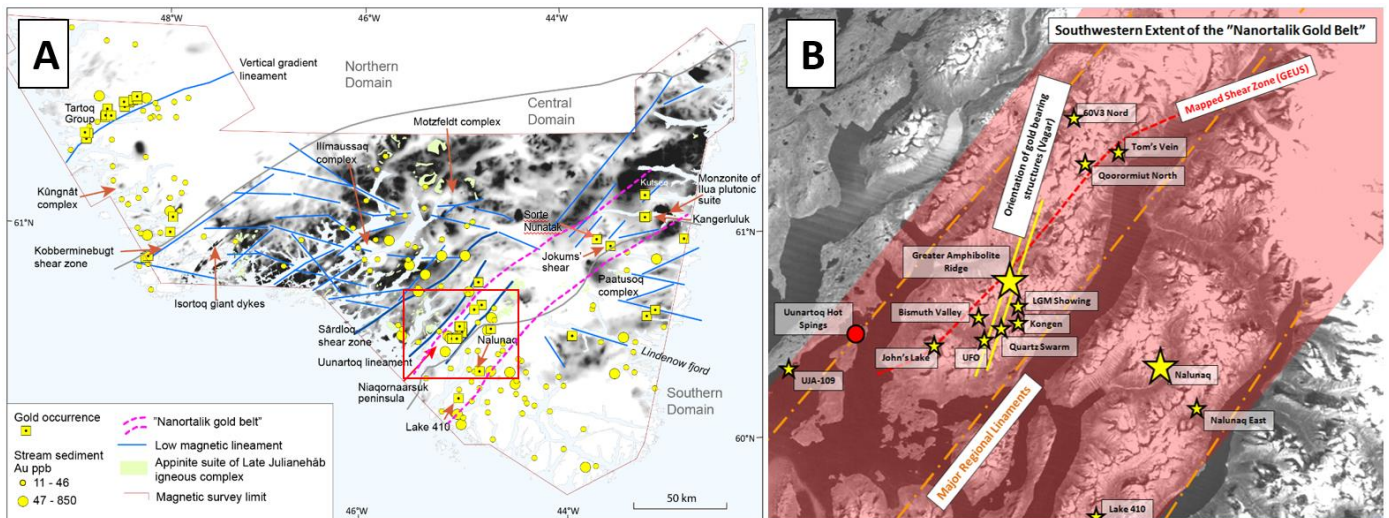 A
48°W
46°W
44°W
Vertical gradient
lineament
Northern
Domain
Central
Domain
Tartoq
Group
Motzfeldt complex
Ilímaussaq
complex
Monzonite of
Ilua plutonic
suite
Kutseq
Kûngnât
complex
Kangerluluk
61°N
61°N
Sorte
Nunatak
Kobberminebugt
shear zone
Jokums'
shear
Isortoq giant dykes
Paatusoq
complex
Sârdloq
shear zone
Nalunaq
Uunartoq lineament
Lindenow fjord
Niaqornaarsuk
peninsula
Southern
Domain
Lake 410
60°N
Gold occurrence
Stream sediment
Au ppb
11 - 46
47 - 850
"Nanortalik gold belt"
Low magnetic lineament
Appinite suite of Late Julianehåb
igneous complex
Magnetic survey limit
50 km
46°W
44°W
B
Southwestern Extent of the "Nanortalik Gold Belt"
Mapped Shear Zone (GEUS)
Orientation of gold bearing
structures (Vagar)
60V3 Nord
Tom's Vein
Qoorormiut North
Greater Amphibolite
Ridge
LGM Showing
Bismuth Valley
Kongen
Uunartoq Hot
Spings
Quartz Swarm
John's Lake
UFO
UJA-109
Nalunaq
Nalunaq East
Major Regional Linaments
Lake 410